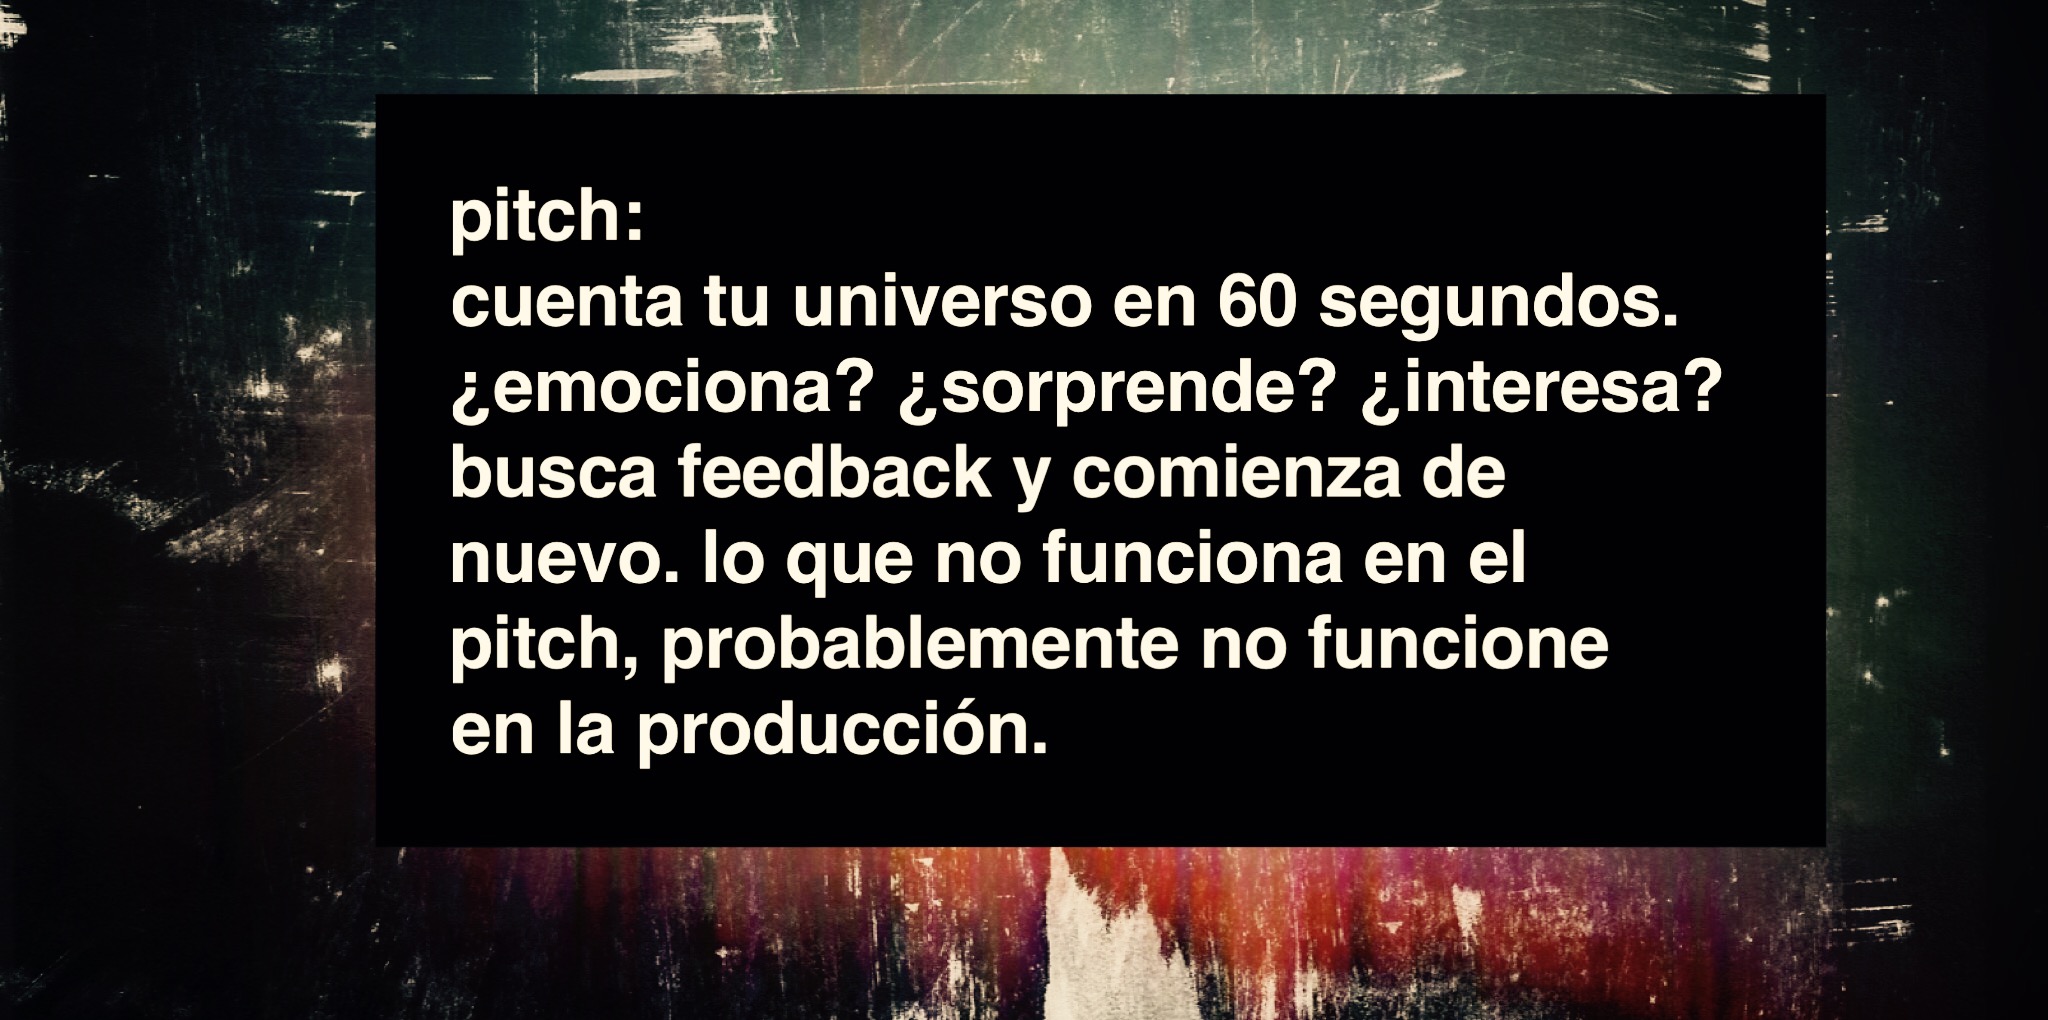 pitch:
cuenta tu universo en 60 segundos.
¿emociona? ¿sorprende? ¿interesa?
busca feedback y comienza de
nuevo. lo que no funciona en el
pitch, probablemente no funcione
en la producción.